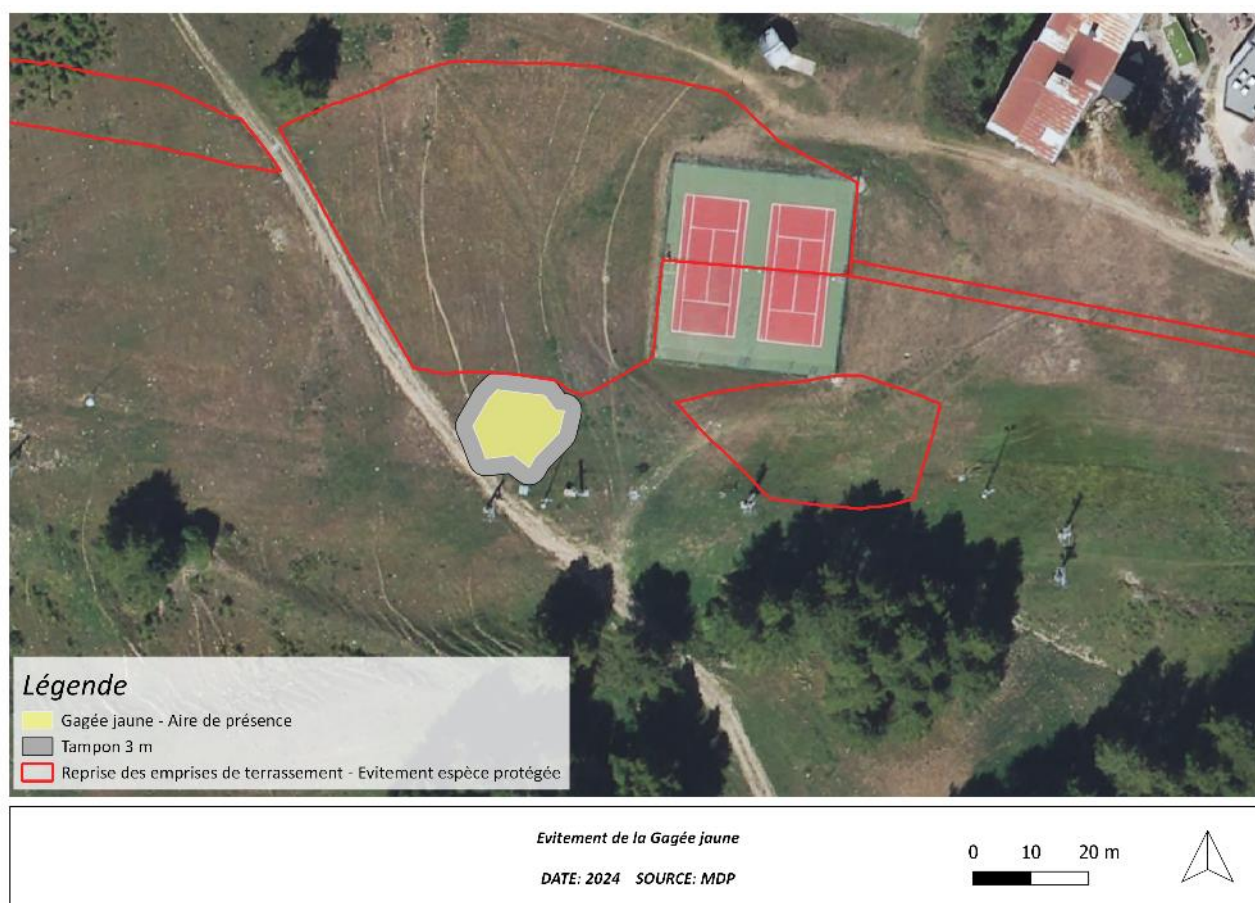 Légende
Gagée jaune - Aire de présence
Tampon 3 m
Reprise des emprises de terrassement - Evitement espèce protégée
Evitement de la Gagée jaune
DATE: 2024 SOURCE: MDP
0 10 20 m